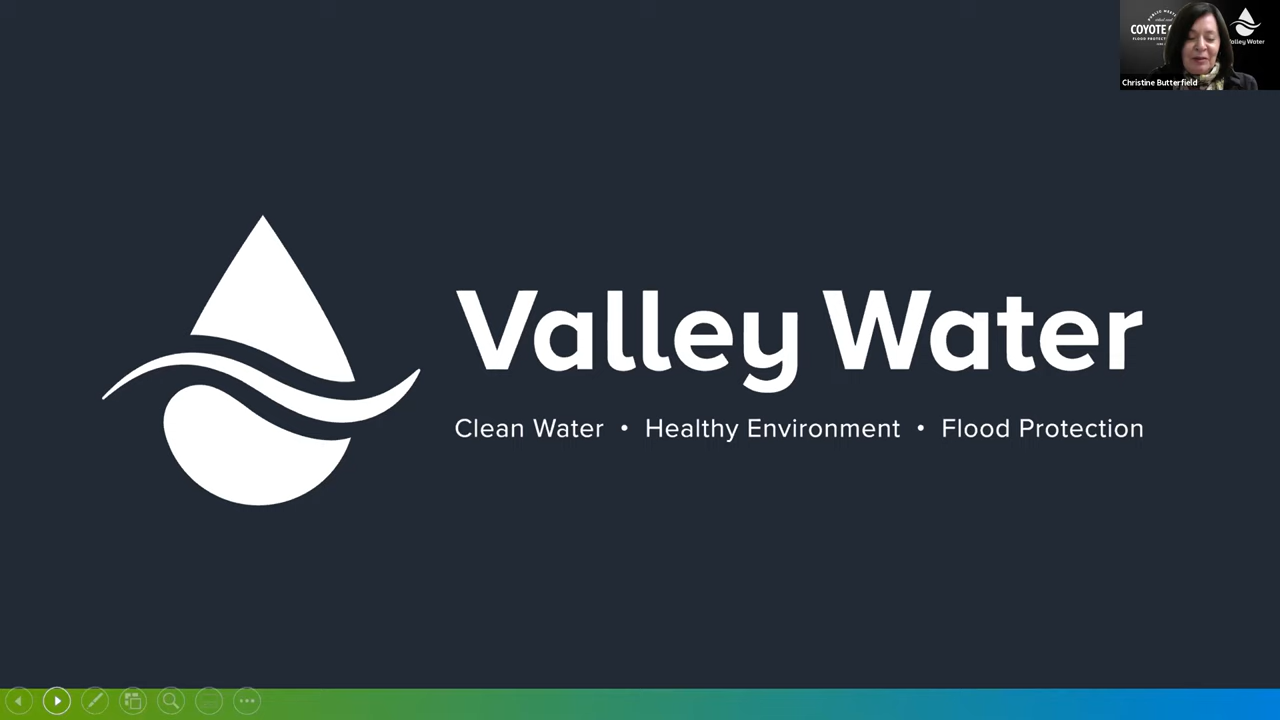 Valley Water
Clean Water • Healthy Environment • Flood Protection
COYOTE
Valley Water
Christine Butterfield